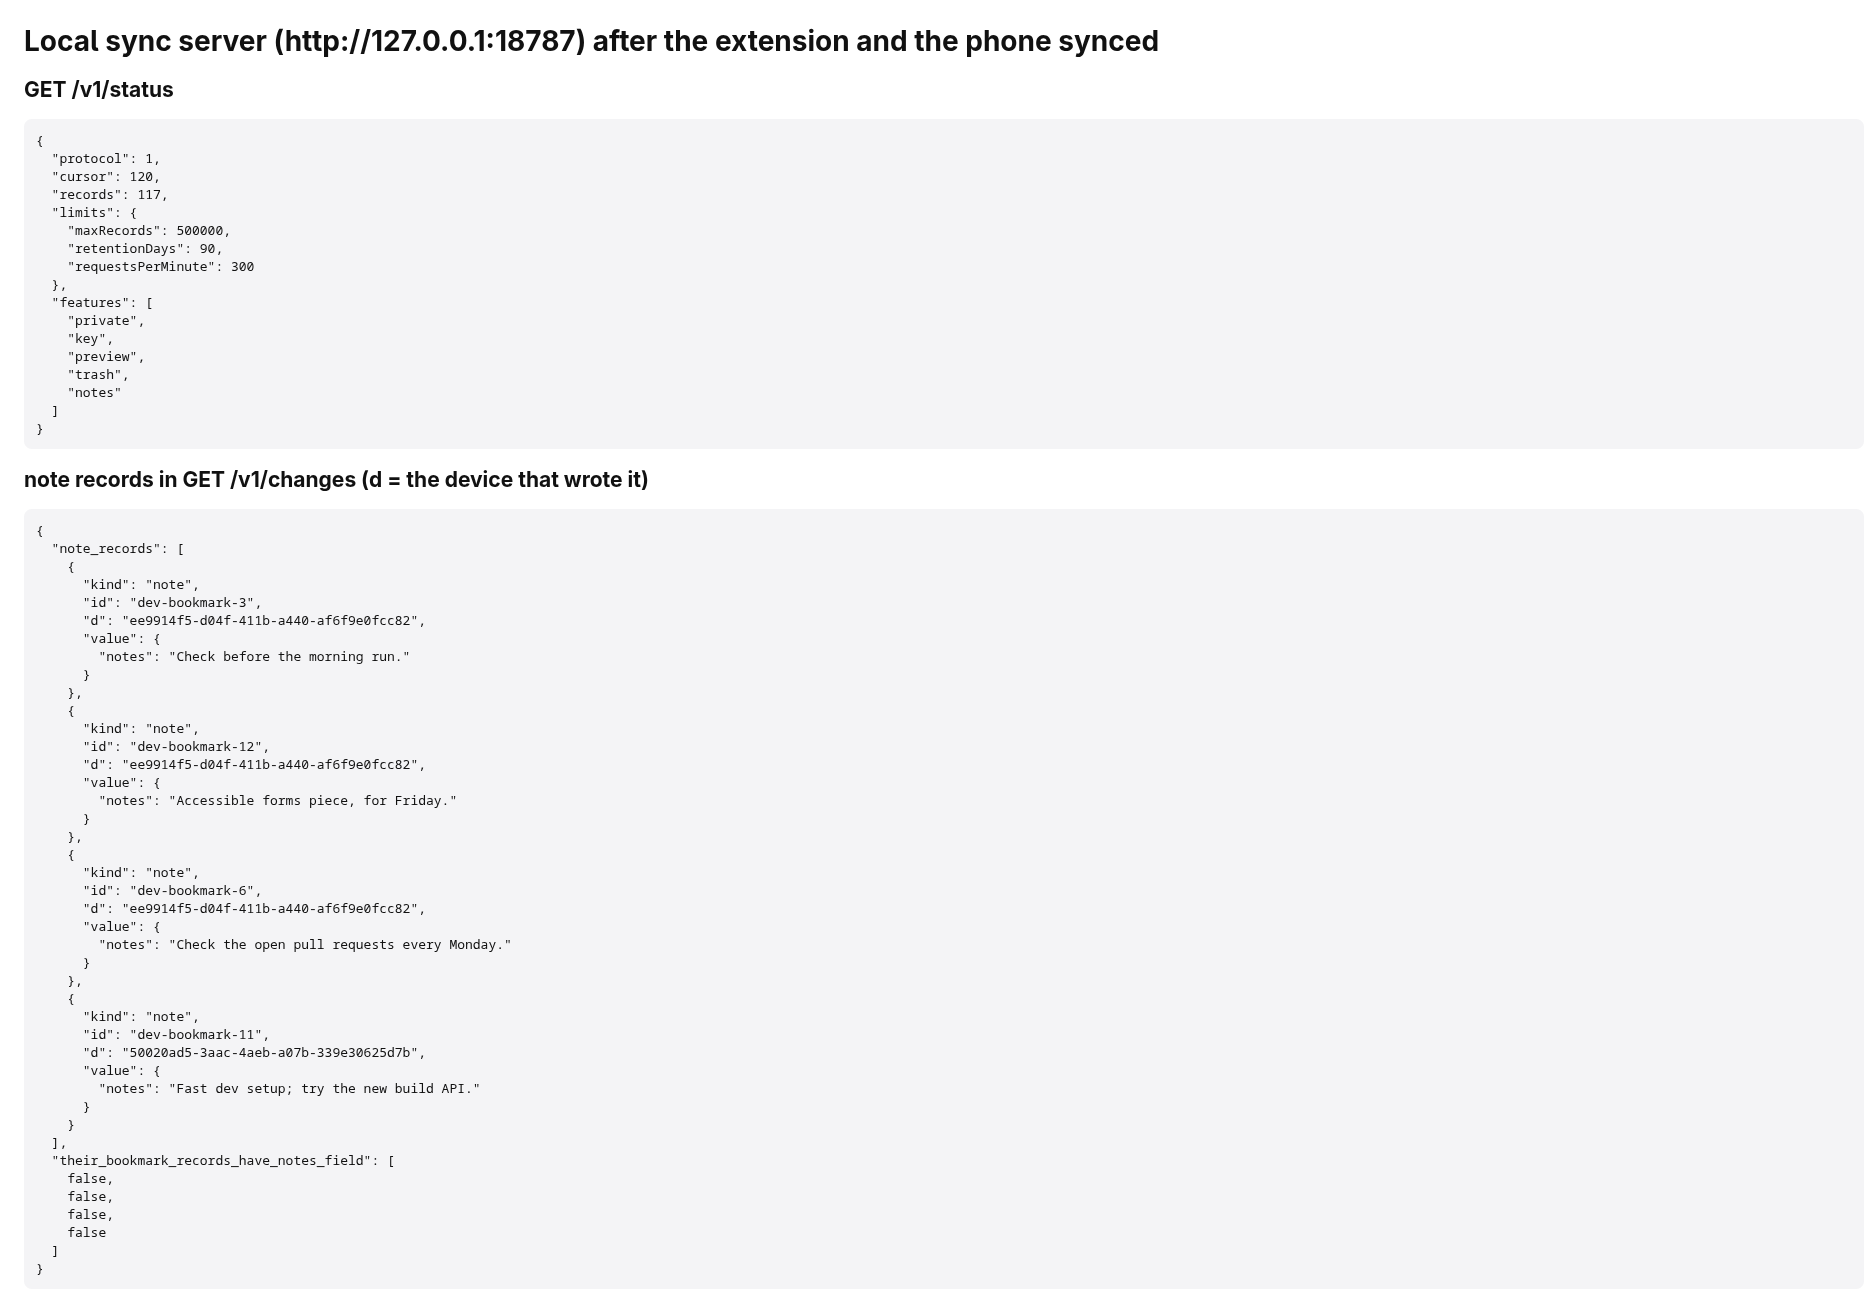 Local sync server (http://127.0.0.1:18787) after the extension and the phone synced
GET /v1/status
{
  "protocol": 1,
  "cursor": 120,
  "records": 117,
  "limits": {
    "maxRecords": 500000,
    "retentionDays": 90,
    "requestsPerMinute": 300
  },
  "features": [
    "private",
    "key",
    "preview",
    "trash",
    "notes"
  ]
}
note records in GET /v1/changes (d = the device that wrote it)
{
  "note_records": [
    {
      "kind": "note",
      "id": "dev-bookmark-3",
      "d": "ee9914f5-d04f-411b-a440-af6f9e0fcc82",
      "value": {
        "notes": "Check before the morning run."
      }
    },
    {
      "kind": "note",
      "id": "dev-bookmark-12",
      "d": "ee9914f5-d04f-411b-a440-af6f9e0fcc82",
      "value": {
        "notes": "Accessible forms piece, for Friday."
      }
    },
    {
      "kind": "note",
      "id": "dev-bookmark-6",
      "d": "ee9914f5-d04f-411b-a440-af6f9e0fcc82",
      "value": {
        "notes": "Check the open pull requests every Monday."
      }
    },
    {
      "kind": "note",
      "id": "dev-bookmark-11",
      "d": "50020ad5-3aac-4aeb-a07b-339e30625d7b",
      "value": {
        "notes": "Fast dev setup; try the new build API."
      }
    }
  ],
  "their_bookmark_records_have_notes_field": [
    false,
    false,
    false,
    false
  ]
}